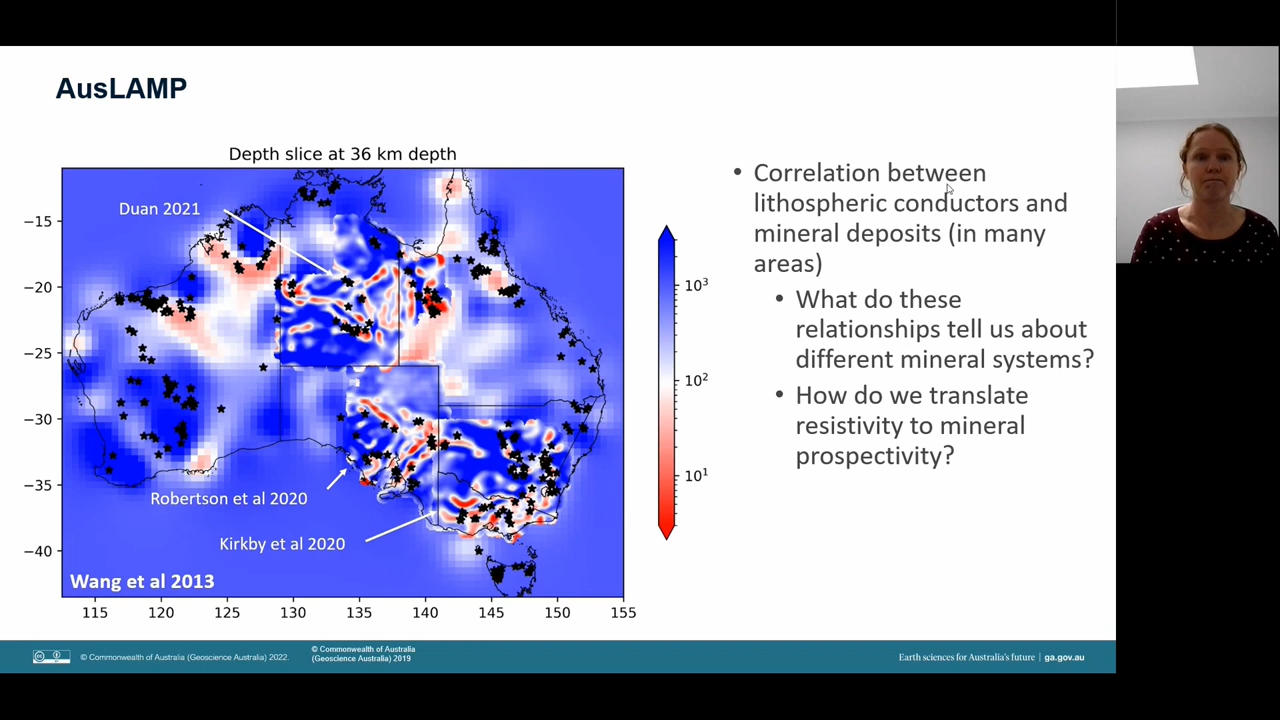 AusLAMP
Depth slice at 36 km depth
Duan 2021
Robertson et al 2020
Kirkby et al 2020
Wang et al 2013
−15
−20
−25
−30
−35
−40
115
120
125
130
135
140
145
150
155
10³
10²
10¹
• Correlation between
lithospheric conductors and
mineral deposits (in many
areas)
• What do these
relationships tell us about
different mineral systems?
• How do we translate
resistivity to mineral
prospectivity?
© Commonwealth of Australia (Geoscience Australia) 2022.
© Commonwealth of Australia
(Geoscience Australia) 2019
Earth sciences for Australia's future | ga.gov.au